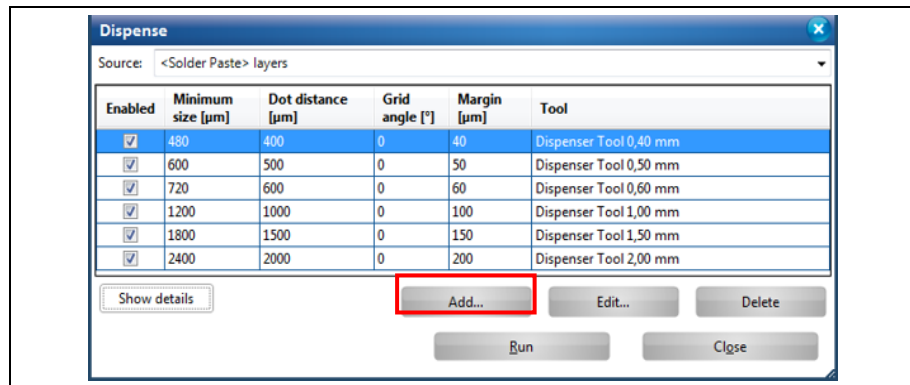 Dispense
Source: <Solder Paste> layers
Enabled Minimum size [µm] Dot distance [µm] Grid angle [°] Margin [µm] Tool
480 400 0 40 Dispenser Tool 0,40 mm
600 500 0 50 Dispenser Tool 0,50 mm
720 600 0 60 Dispenser Tool 0,60 mm
1200 1000 0 100 Dispenser Tool 1,00 mm
1800 1500 0 150 Dispenser Tool 1,50 mm
2400 2000 0 200 Dispenser Tool 2,00 mm
Show details Add... Edit... Delete
Run Close